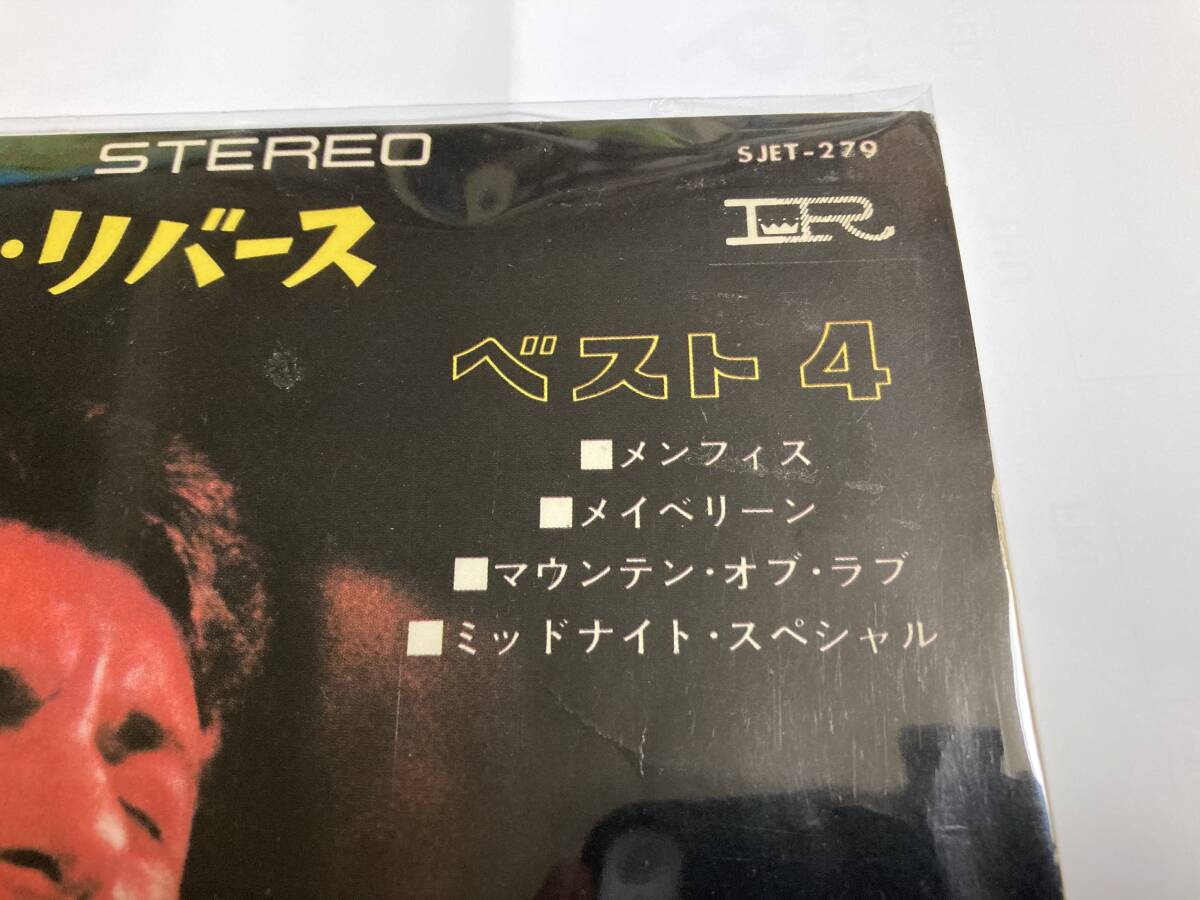 STEREO
SJET-279
IR
・リバース
ベスト4
■メンフィス
■メイベリーン
■マウンテン・オブ・ラブ
■ミッドナイト・スペシャル